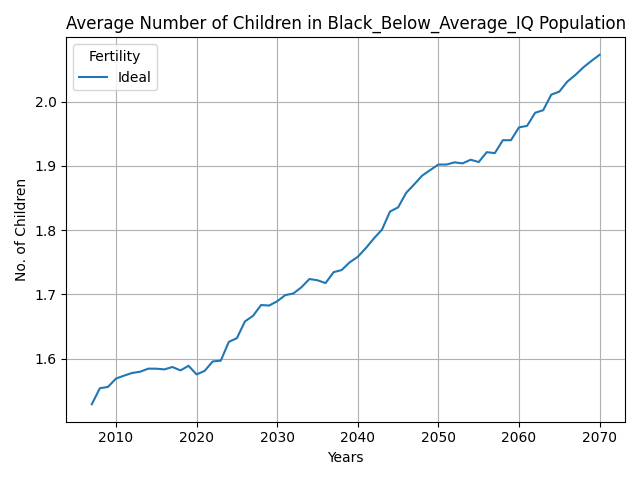 Average Number of Children in Black_Below_Average_IQ Population
Fertility
Ideal
No. of Children
2.0
1.9
1.8
1.7
1.6
2010 2020 2030 2040 2050 2060 2070
Years